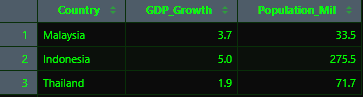 Country GDP_Growth Population_Mil
1 Malaysia 3.7 33.5
2 Indonesia 5.0 275.5
3 Thailand 1.9 71.7